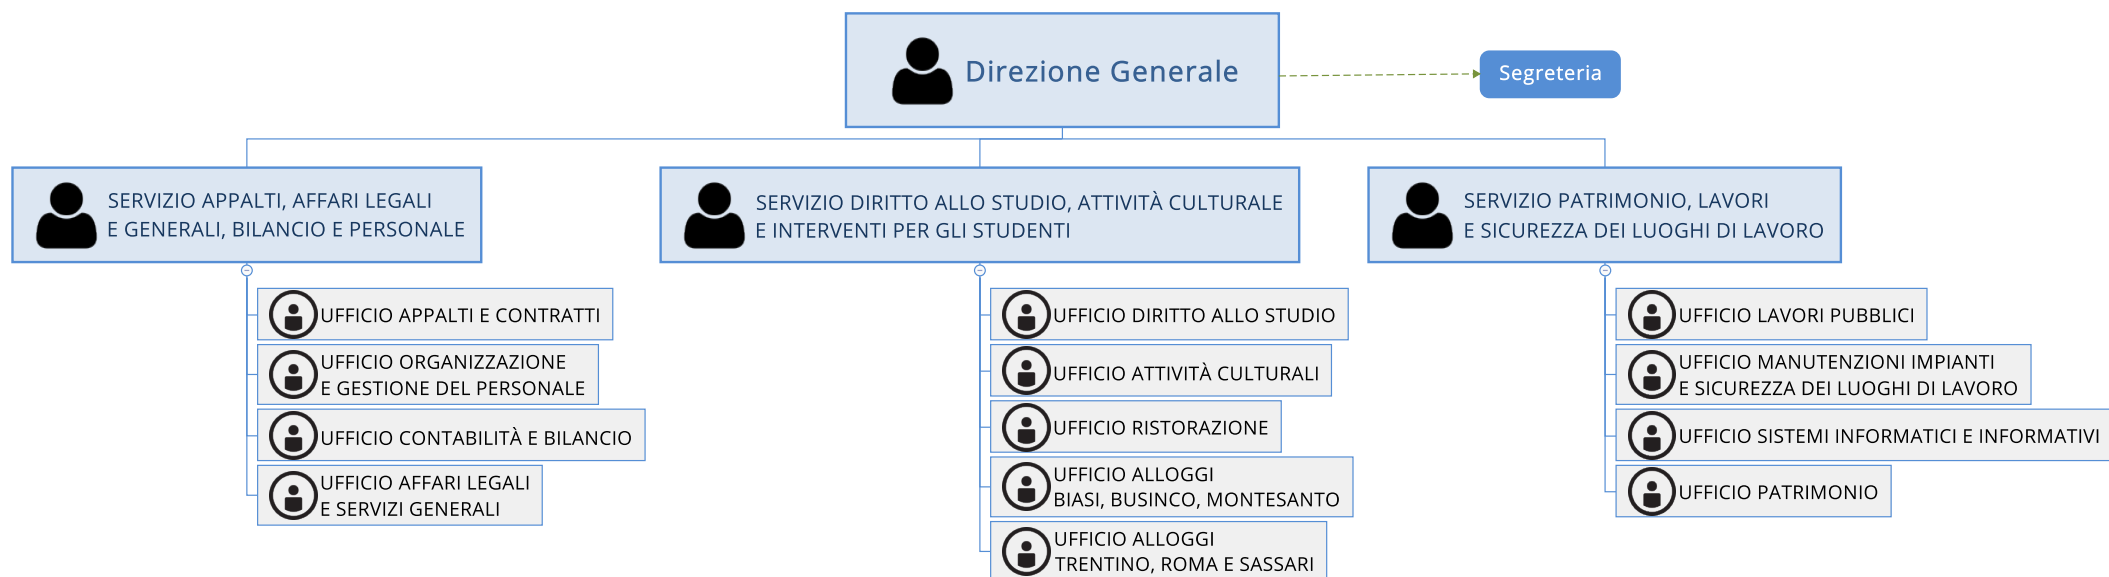 Direzione Generale
Segreteria
SERVIZIO APPALTI, AFFARI LEGALI
E GENERALI, BILANCIO E PERSONALE
UFFICIO APPALTI E CONTRATTI
UFFICIO ORGANIZZAZIONE
E GESTIONE DEL PERSONALE
UFFICIO CONTABILITÀ E BILANCIO
UFFICIO AFFARI LEGALI
E SERVIZI GENERALI
SERVIZIO DIRITTO ALLO STUDIO, ATTIVITÀ CULTURALE
E INTERVENTI PER GLI STUDENTI
UFFICIO DIRITTO ALLO STUDIO
UFFICIO ATTIVITÀ CULTURALI
UFFICIO RISTORAZIONE
UFFICIO ALLOGGI
BIASI, BUSINCO, MONTESANTO
UFFICIO ALLOGGI
TRENTINO, ROMA E SASSARI
SERVIZIO PATRIMONIO, LAVORI
E SICUREZZA DEI LUOGHI DI LAVORO
UFFICIO LAVORI PUBBLICI
UFFICIO MANUTENZIONI IMPIANTI
E SICUREZZA DEI LUOGHI DI LAVORO
UFFICIO SISTEMI INFORMATICI E INFORMATIVI
UFFICIO PATRIMONIO